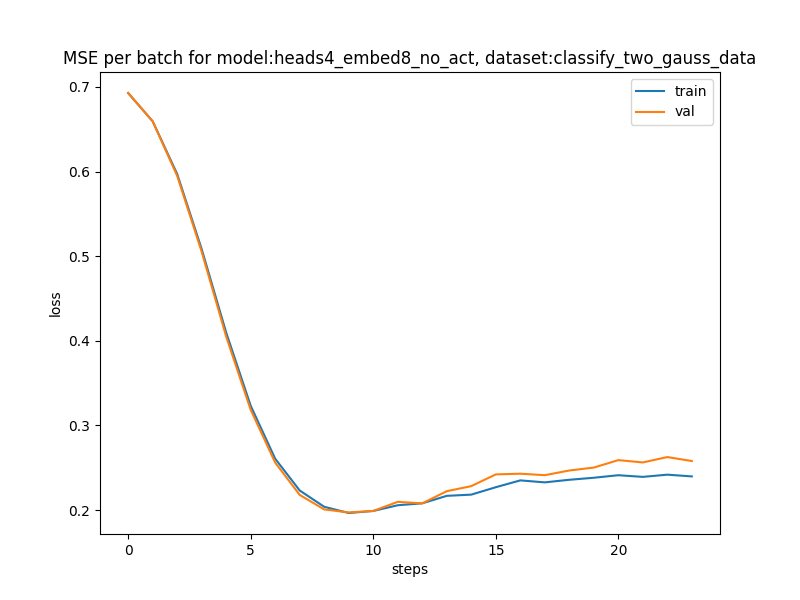 MSE per batch for model:heads4_embed8_no_act, dataset:classify_two_gauss_data
train
val
0.7
0.6
0.5
0.4
0.3
0.2
loss
0
5
10
15
20
steps